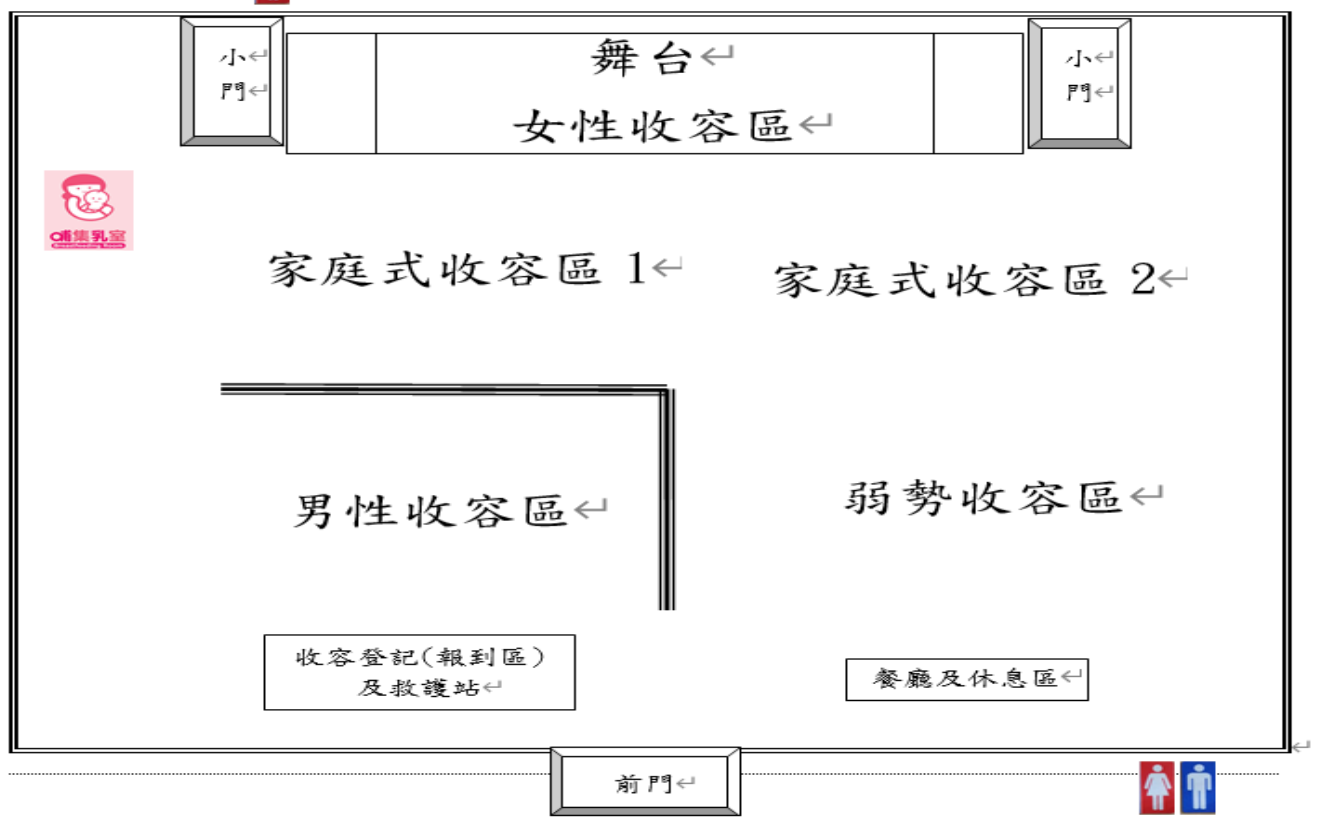 小
門
舞台
女性收容區
小
門
哺集乳室
家庭式收容區 1
家庭式收容區 2
男性收容區
弱勢收容區
收容登記(報到區)
及救護站
餐廳及休息區
前門